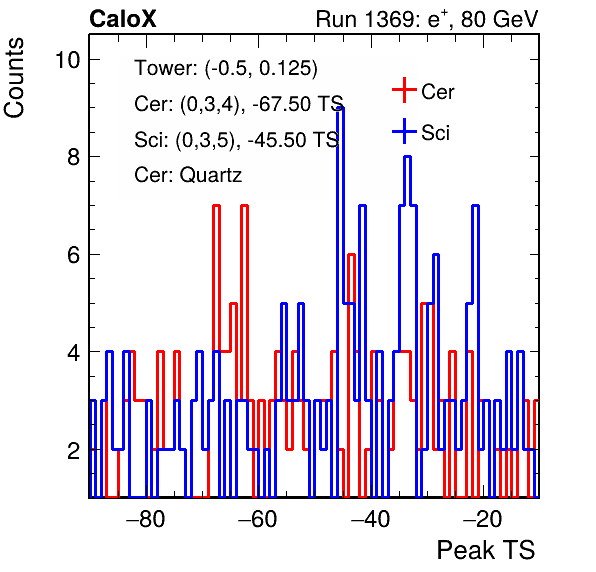 CaloX Run 1369: e+, 80 GeV
Counts
Tower: (-0.5, 0.125)
Cer: (0,3,4), -67.50 TS
Sci: (0,3,5), -45.50 TS
Cer: Quartz
Cer
Sci
10
8
6
4
2
−80 −60 −40 −20
Peak TS